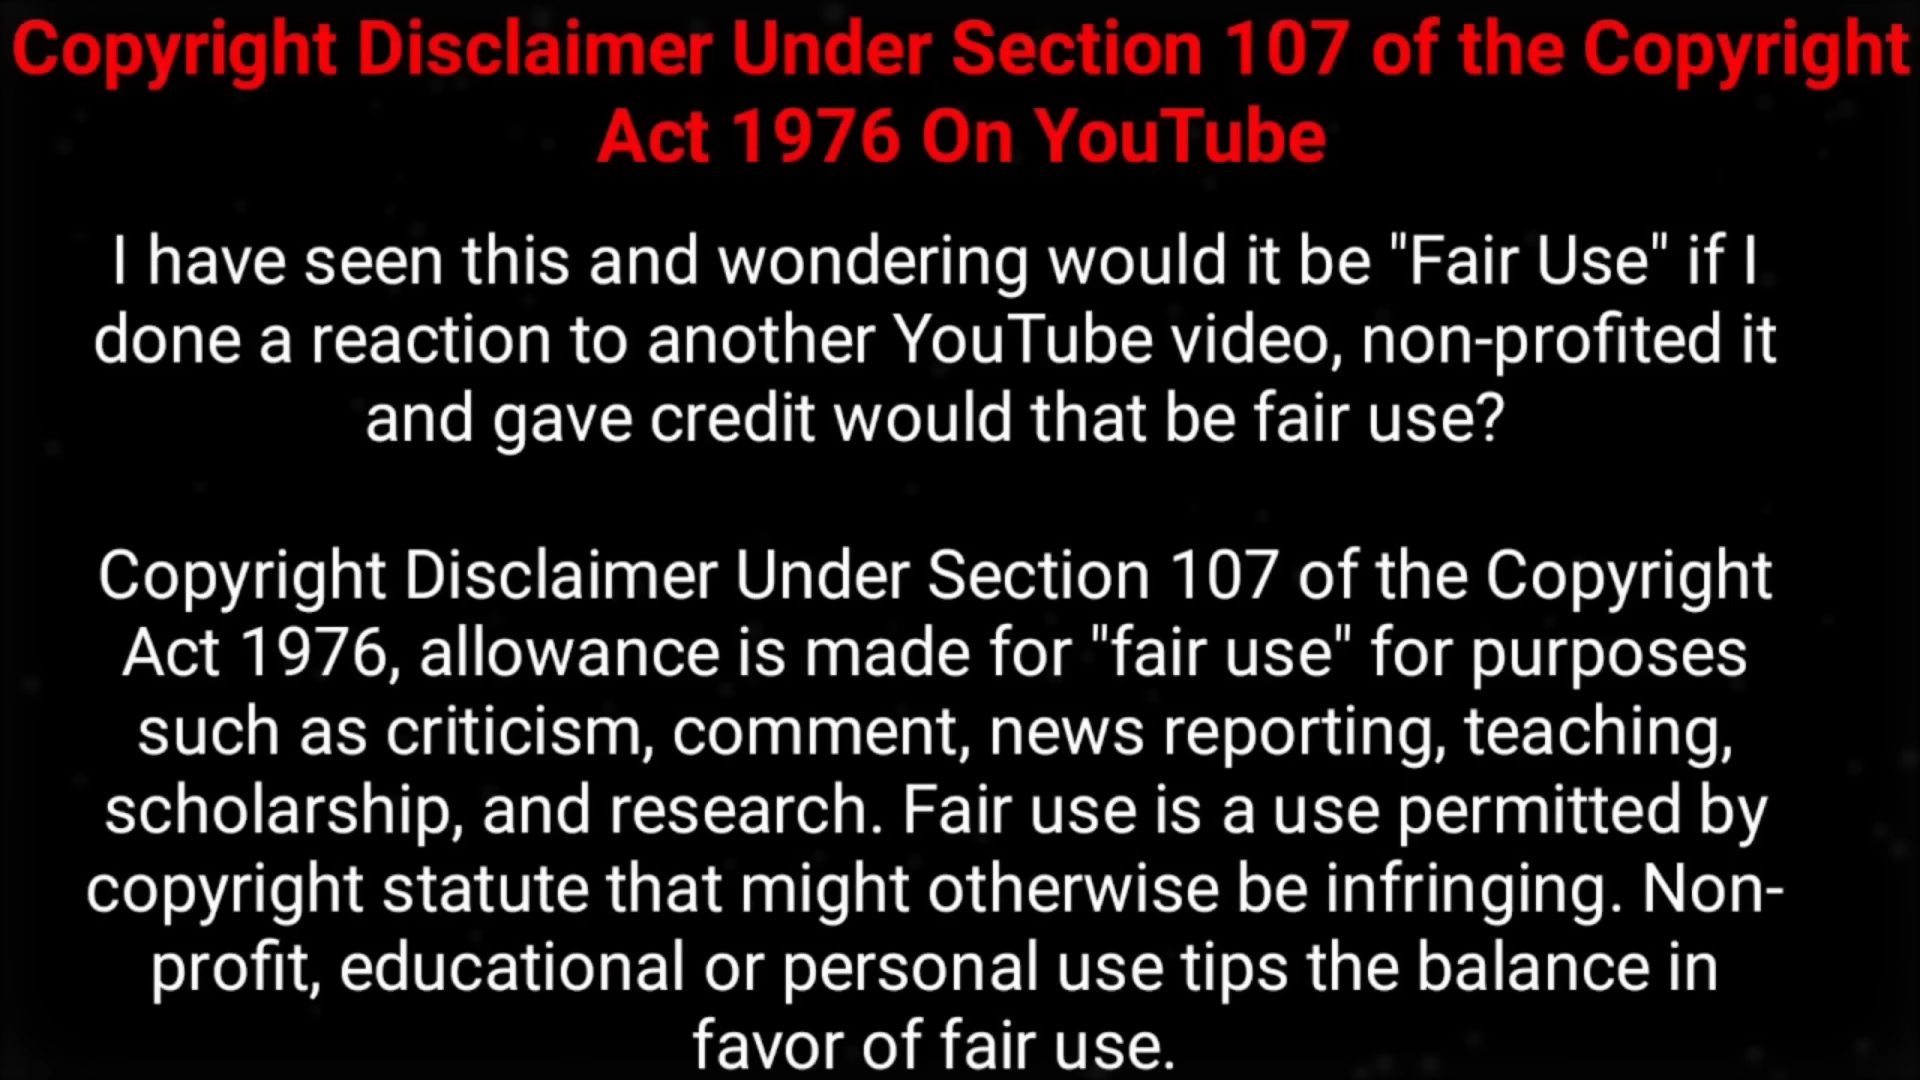 Copyright Disclaimer Under Section 107 of the Copyright
Act 1976 On YouTube
I have seen this and wondering would it be "Fair Use" if I
done a reaction to another YouTube video, non-profited it
and gave credit would that be fair use?
Copyright Disclaimer Under Section 107 of the Copyright
Act 1976, allowance is made for "fair use" for purposes
such as criticism, comment, news reporting, teaching,
scholarship, and research. Fair use is a use permitted by
copyright statute that might otherwise be infringing. Non-
profit, educational or personal use tips the balance in
favor of fair use.